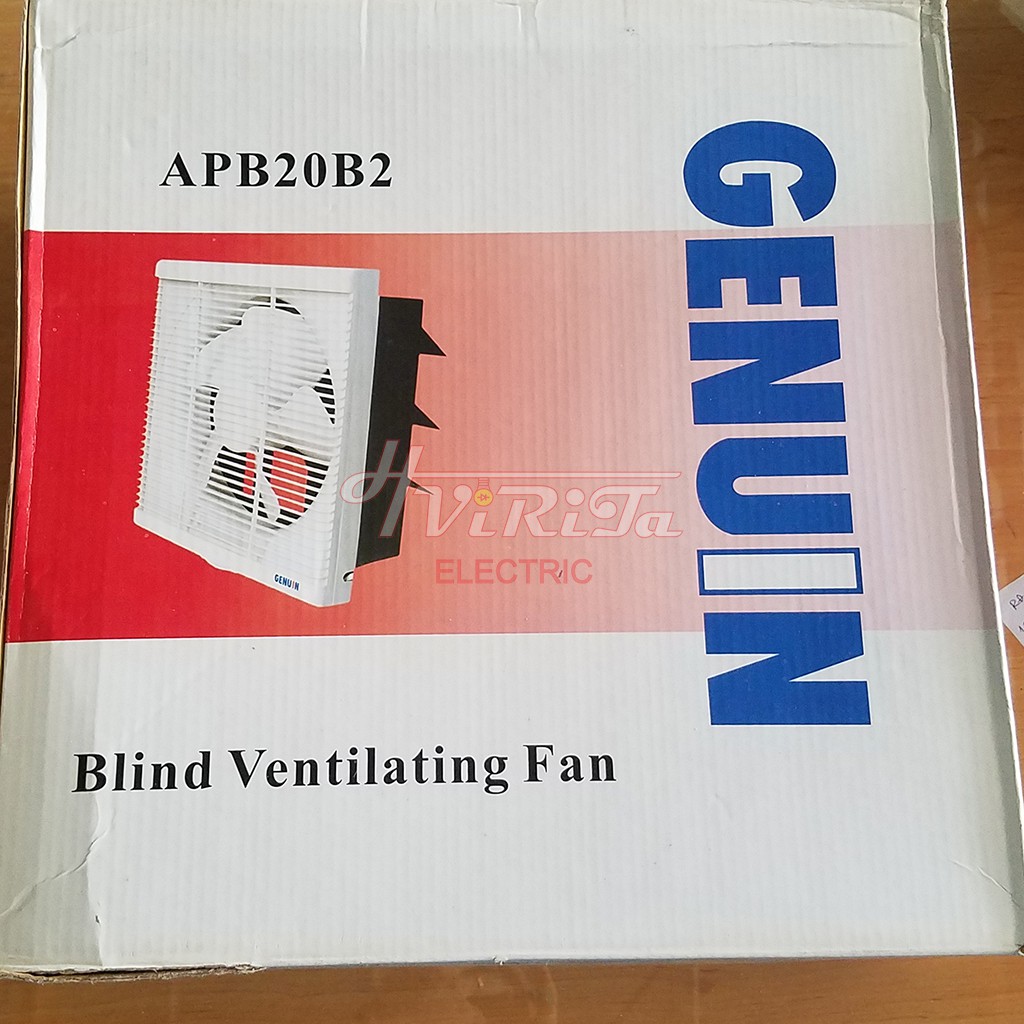 APB20B2
GENUIN
GENUIN
HViRiTa
ELECTRIC
Blind Ventilating Fan